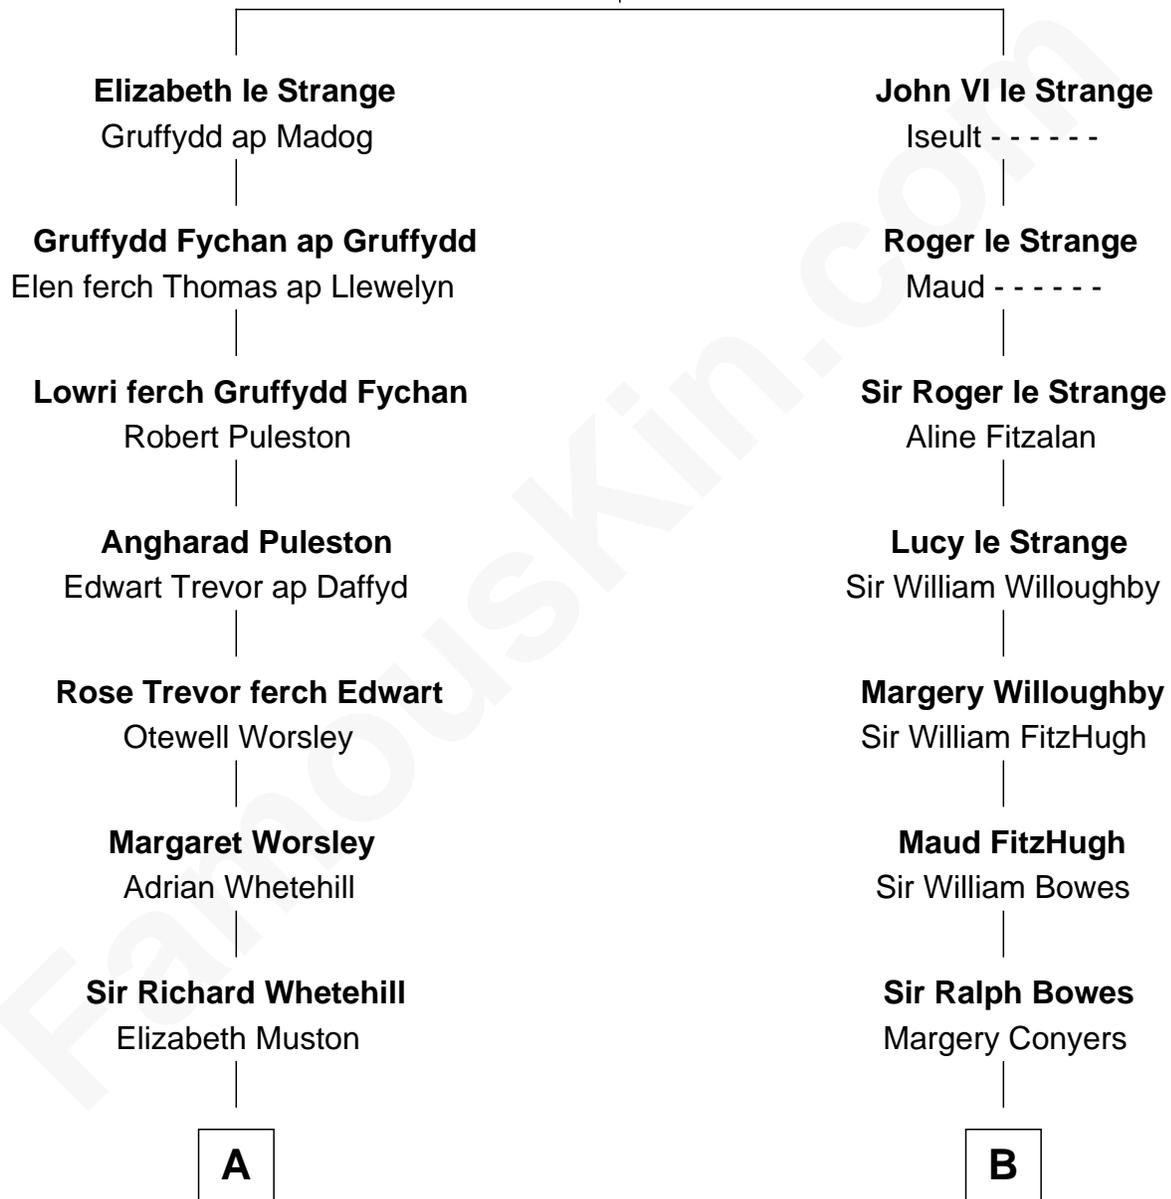 Elizabeth le Strange
Gruffydd ap Madog
Gruffydd Fychan ap Gruffydd
Elen ferch Thomas ap Llewelyn
Lowri ferch Gruffydd Fychan
Robert Puleston
Angharad Puleston
Edwart Trevor ap Daffyd
Rose Trevor ferch Edwart
Otewell Worsley
Margaret Worsley
Adrian Whetehill
Sir Richard Whetehill
Elizabeth Muston
A
John VI le Strange
Iseult - - - - - -
Roger le Strange
Maud - - - - - -
Sir Roger le Strange
Aline Fitzalan
Lucy le Strange
Sir William Willoughby
Margery Willoughby
Sir William FitzHugh
Maud FitzHugh
Sir William Bowes
Sir Ralph Bowes
Margery Conyers
B
FamousKin.com